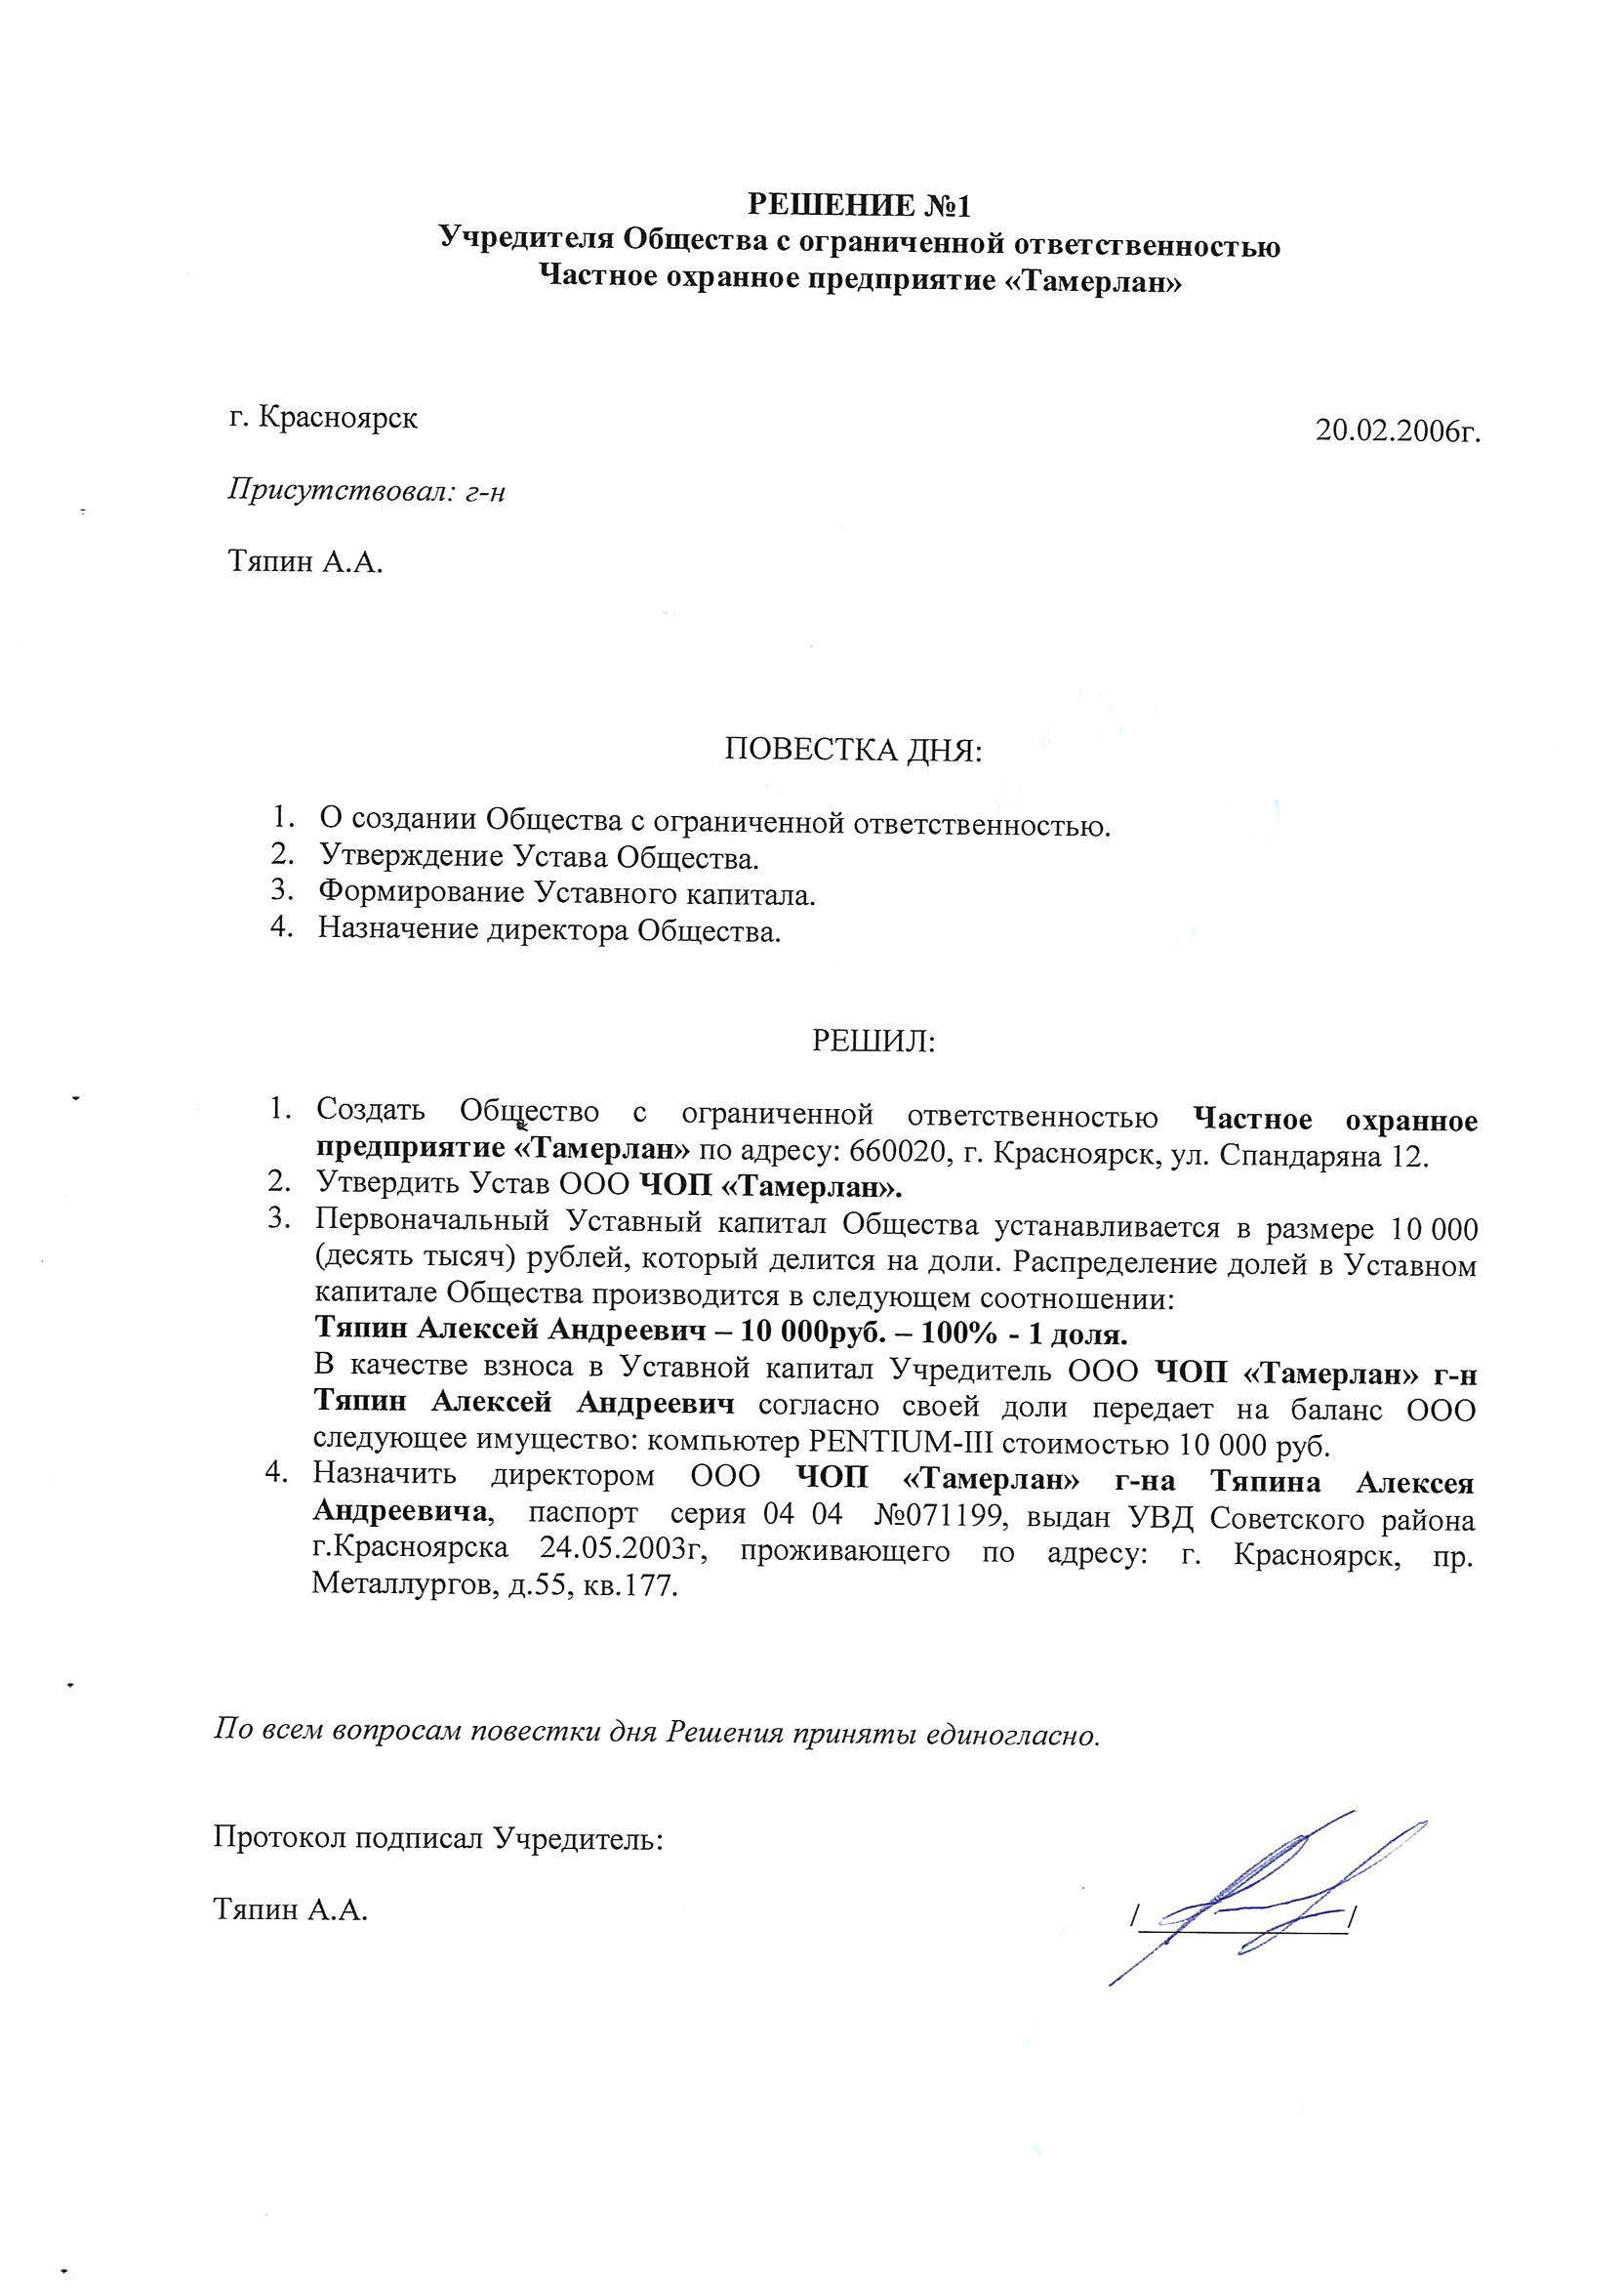 РЕШЕНИЕ №1
Учредителя Общества с ограниченной ответственностью
Частное охранное предприятие «Тамерлан»
г. Красноярск
20.02.2006г.
Присутствовал: г-н
Тяпин А.А.
ПОВЕСТКА ДНЯ:
1. О создании Общества с ограниченной ответственностью.
2. Утверждение Устава Общества.
3. Формирование Уставного капитала.
4. Назначение директора Общества.
РЕШИЛ:
1. Создать Общество с ограниченной ответственностью Частное охранное
предприятие «Тамерлан» по адресу: 660020, г. Красноярск, ул. Спандаряна 12.
2. Утвердить Устав ООО ЧОП «Тамерлан».
3. Первоначальный Уставный капитал Общества устанавливается в размере 10 000
(десять тысяч) рублей, который делится на доли. Распределение долей в Уставном
капитале Общества производится в следующем соотношении:
Тяпин Алексей Андреевич – 10 000руб. – 100% - 1 доля.
В качестве взноса в Уставной капитал Учредитель ООО ЧОП «Тамерлан» г-н
Тяпин Алексей Андреевич согласно своей доли передает на баланс ООО
следующее имущество: компьютер PENTIUM-III стоимостью 10 000 руб.
4. Назначить директором ООО ЧОП «Тамерлан» г-на Тяпина Алексея
Андреевича, паспорт серия 04 04 №071199, выдан УВД Советского района
г.Красноярска 24.05.2003г, проживающего по адресу: г. Красноярск, пр.
Металлургов, д.55, кв.177.
По всем вопросам повестки дня Решения приняты единогласно.
Протокол подписал Учредитель:
Тяпин А.А.
/ /